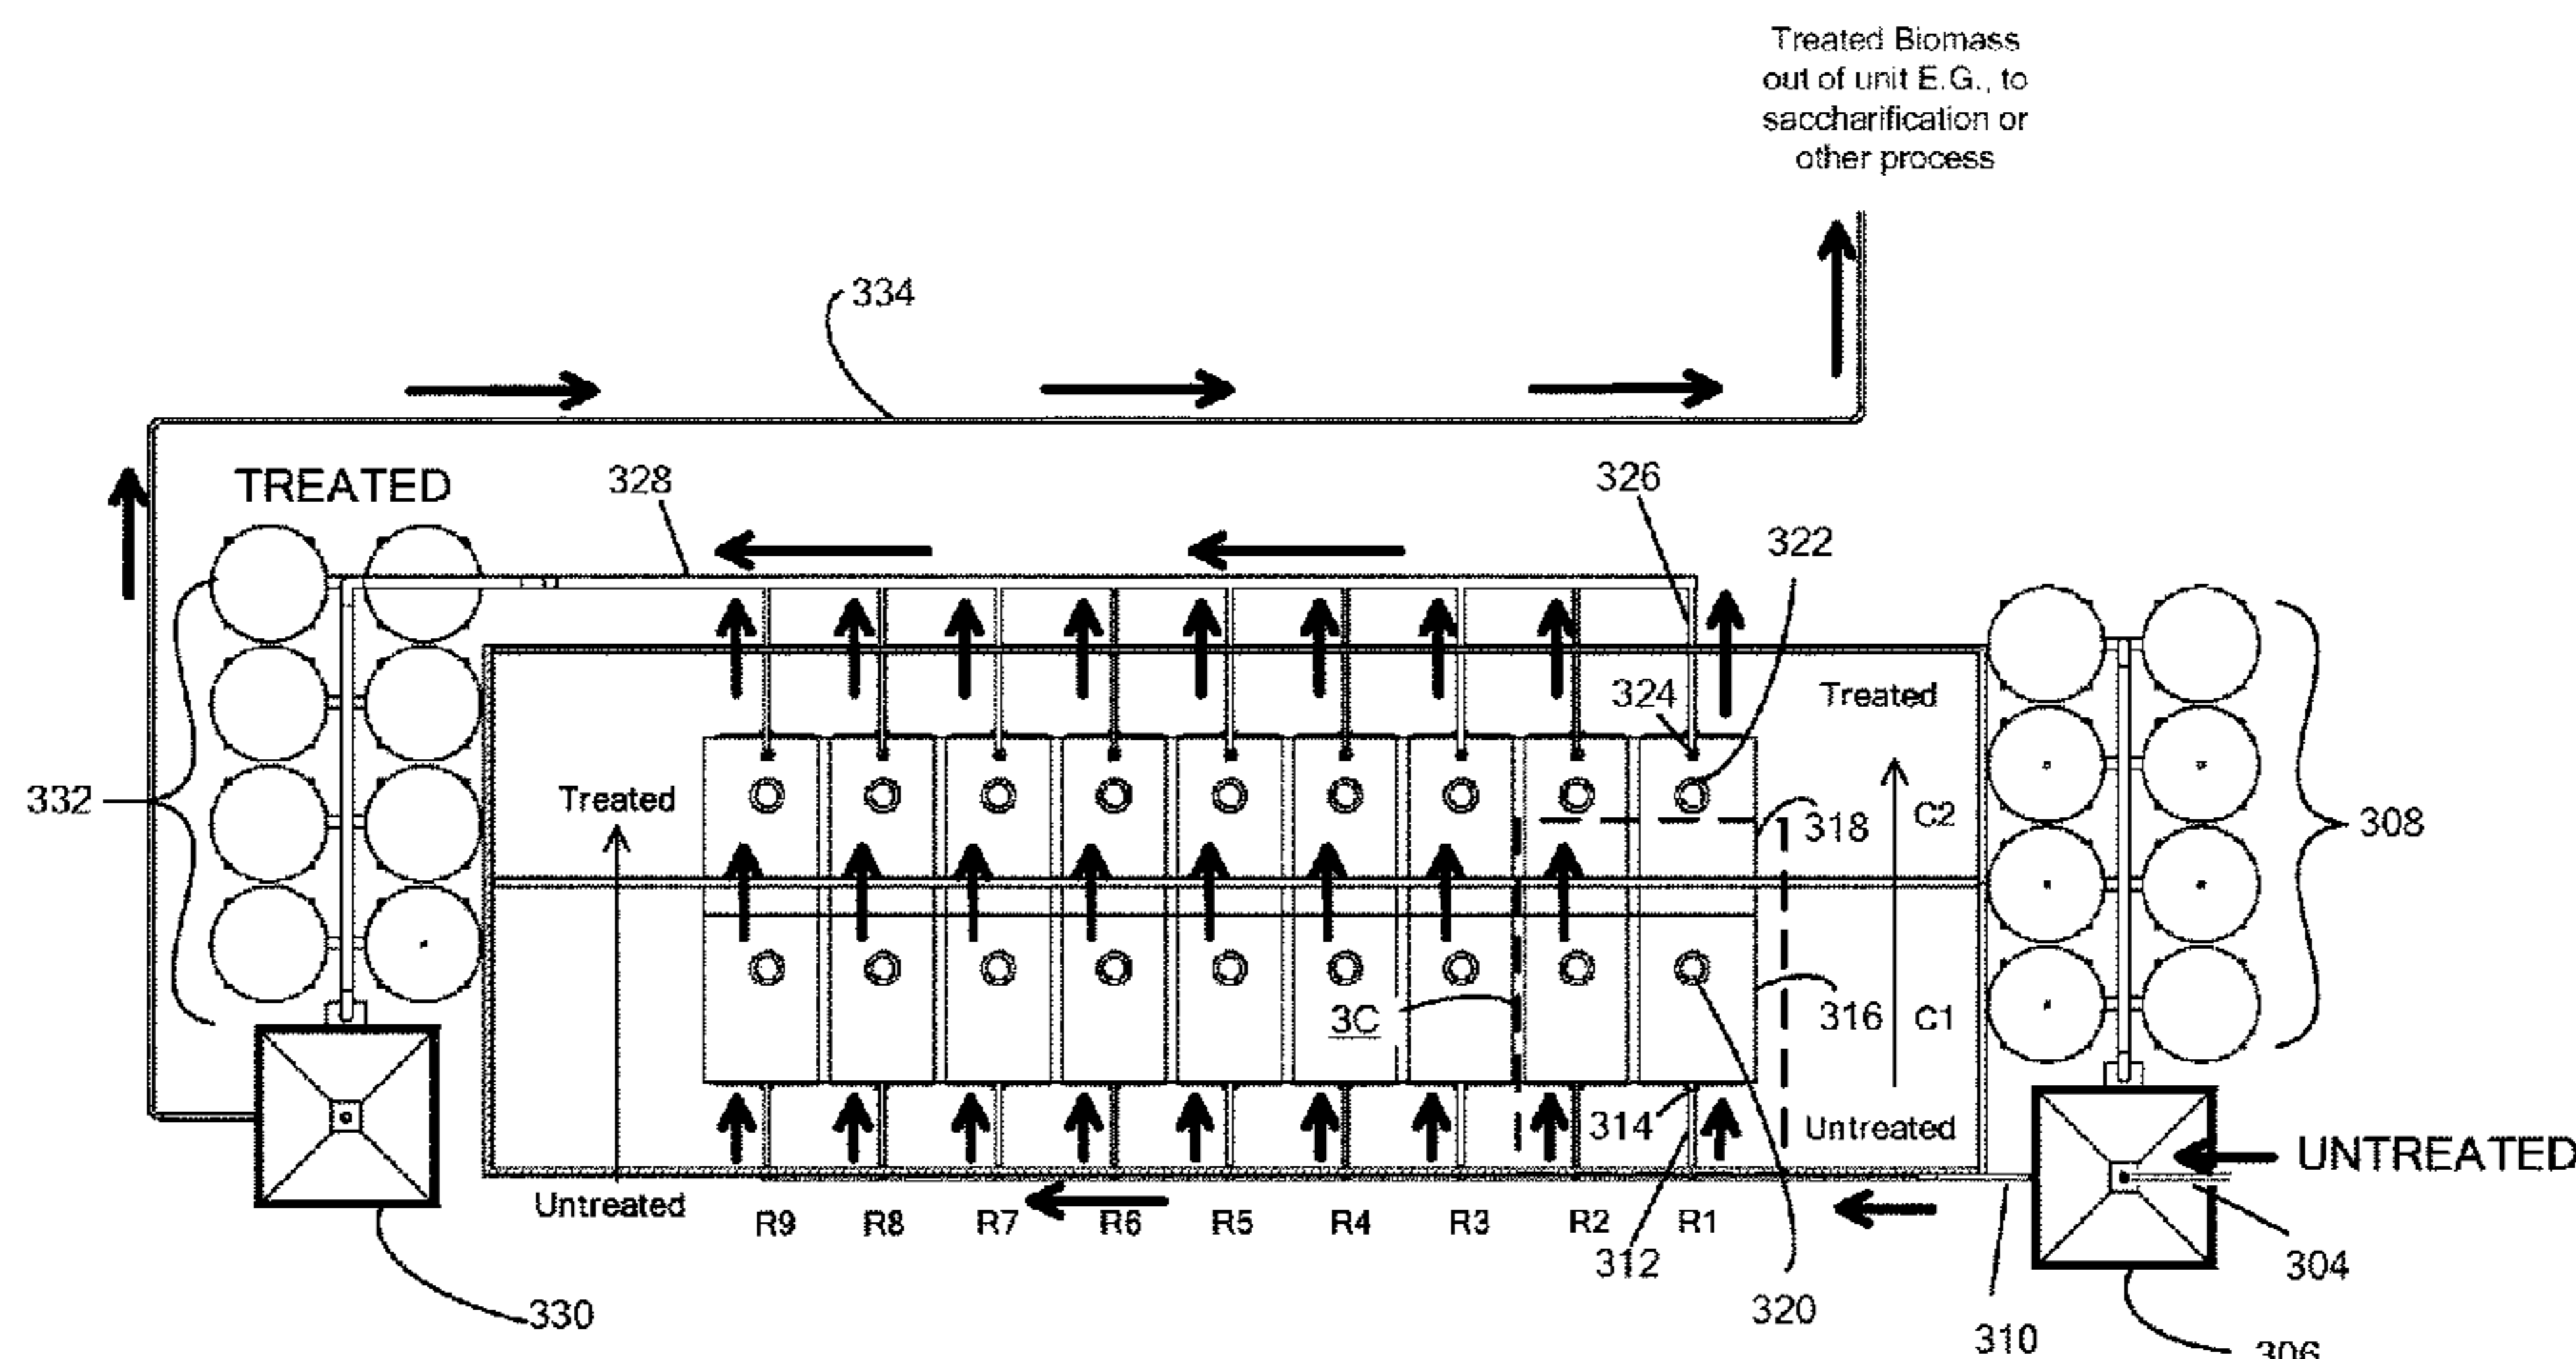 Treated Biomass
out of unit E.G., to
saccharification or
other process
334
TREATED
328
326
322
324
Treated
Treated
332
318
C2
308
3C
316
C1
314
Untreated
UNTREATED
Untreated
R9
R8
R7
R6
R5
R4
R3
R2
R1
312
304
330
320
310
306